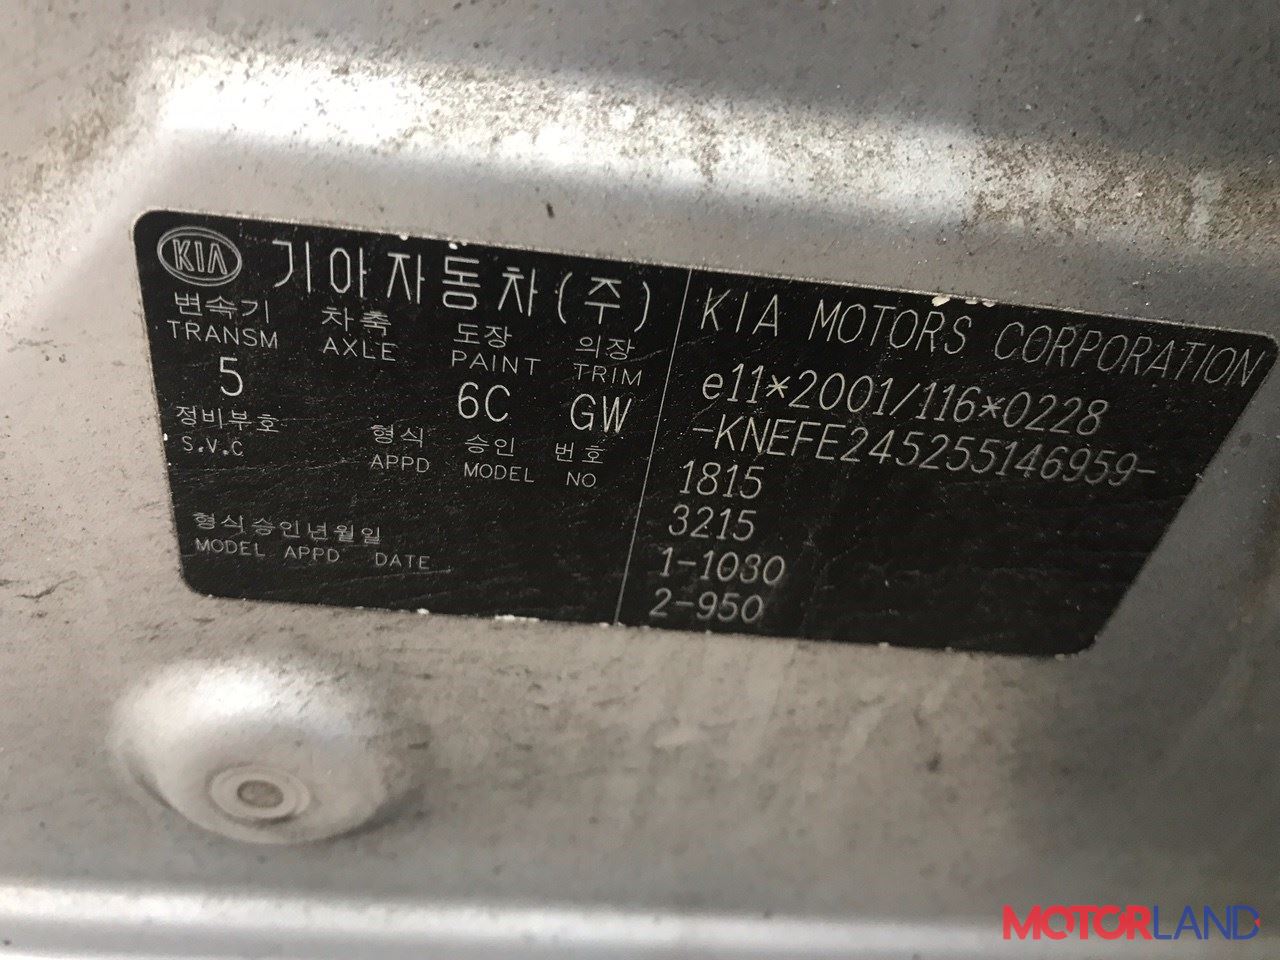 KIA 기아자동차(주)
변속기 차축 도장 의장
TRANSM AXLE PAINT TRIM
5 6C GW
정비부호 형식 승인 번호
S.V.C APPD MODEL NO
형식승인년월일
MODEL APPD DATE
KIA MOTORS CORPORATION
e11*2001/116*0228
-KNEFE245255146959-
1815
3215
1-1080
2-950
MOTORLAND